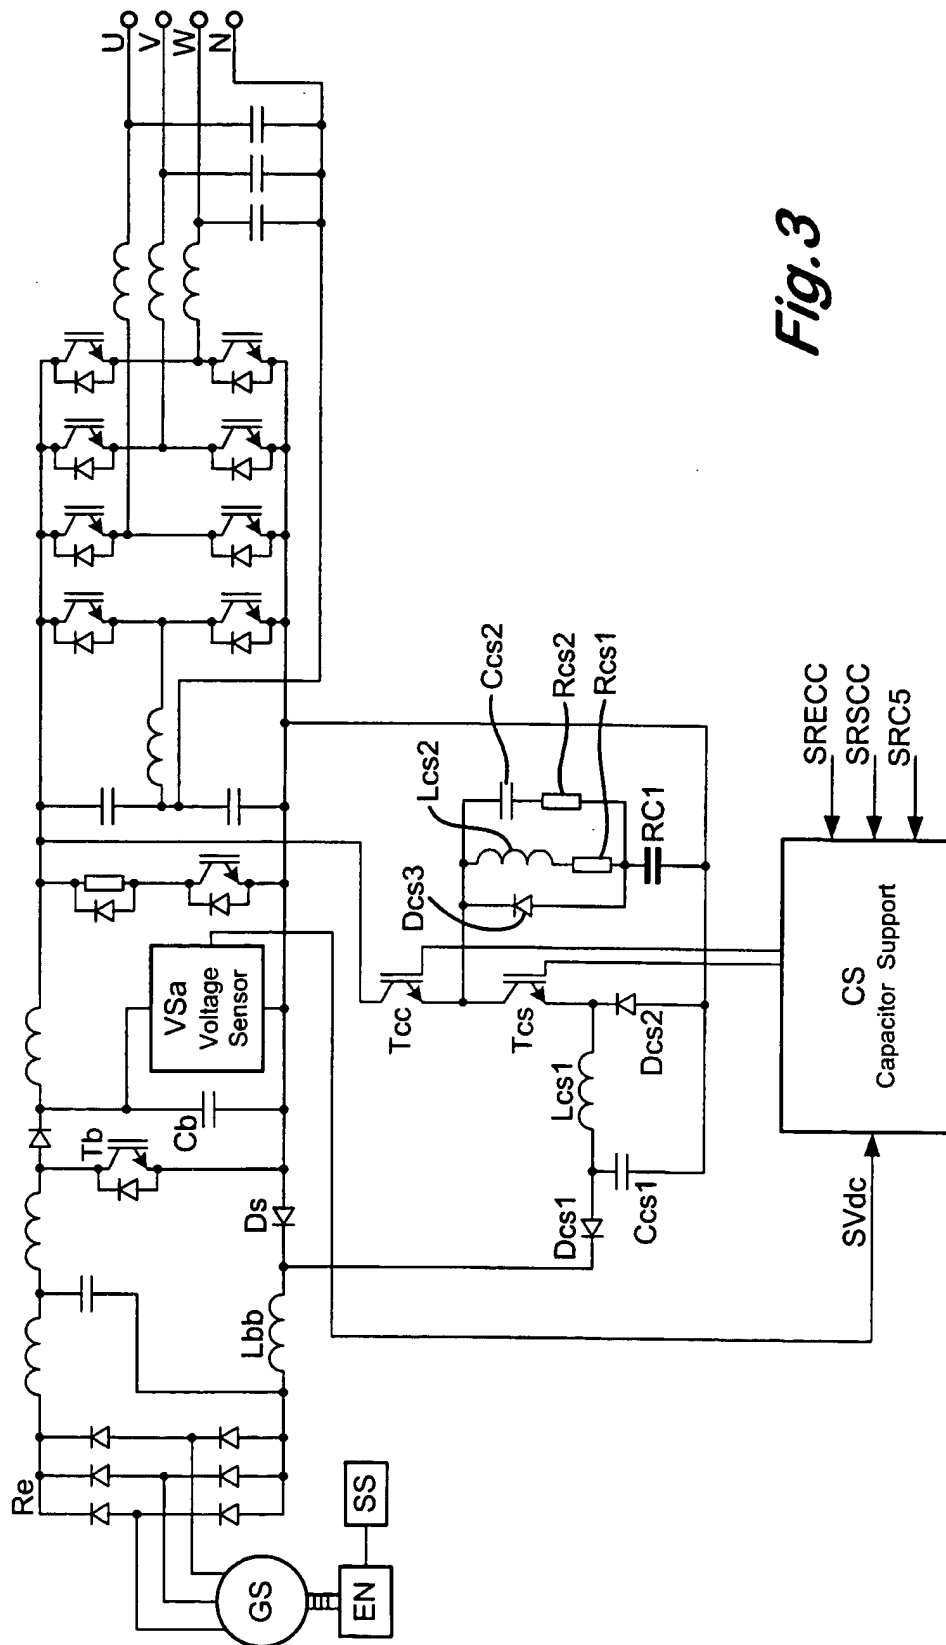 U
V
W
N
Re
GS
EN
SS
Lbb
Ds
Tb
Cb
VSa
Voltage
Sensor
Tcc
Tcs
Dcs1
Ccs1
Lcs1
Dcs2
Dcs3
Lcs2
Ccs2
Rcs2
Rcs1
RC1
SVdc
CS
Capacitor Support
SRECC
SRSCC
SRC5
Fig.3